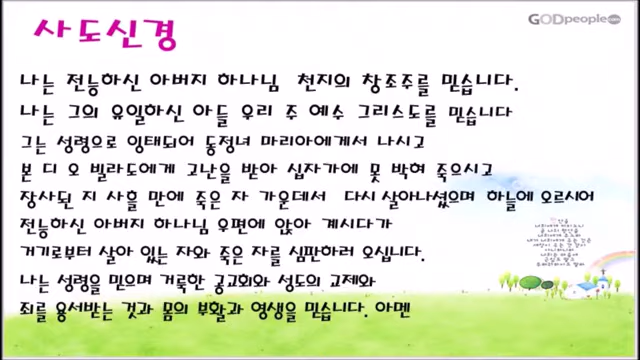 사도신경
GODpeople
나는 전능하신 아버지 하나님 천지의 창조주를 믿습니다.
나는 그의 유일하신 아들 우리 주 예수 그리스도를 믿습니다
그는 성령으로 잉태되어 동정녀 마리아에게서 나시고
본 디 오 빌라도에게 고난을 받아 십자가에 못 박혀 죽으시고
장사된 지 사흘 만에 죽은 자 가운데서 다시 살아나셨으며 하늘에 오르시어
전능하신 아버지 하나님 우편에 앉아 계시다가
거기로부터 살아 있는 자와 죽은 자를 심판하러 오십니다.
나는 성령을 믿으며 거룩한 공교회와 성도의 교제와
죄를 용서받는 것과 몸의 부활과 영생을 믿습니다. 아멘